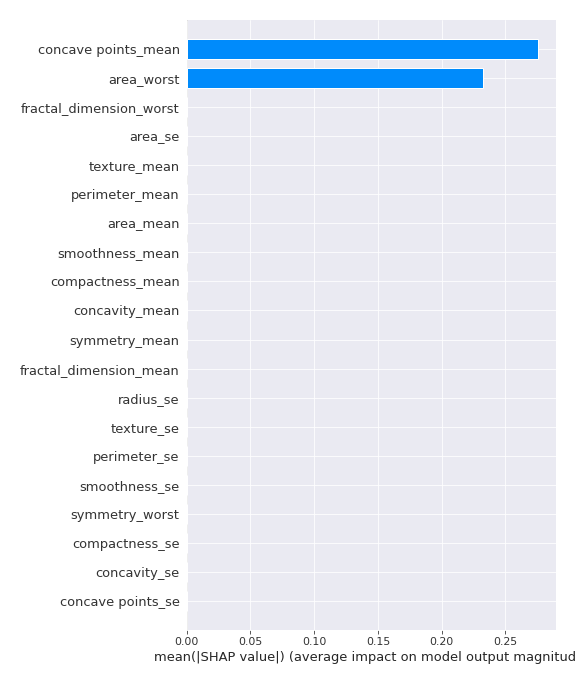 concave points_mean
area_worst
fractal_dimension_worst
area_se
texture_mean
perimeter_mean
area_mean
smoothness_mean
compactness_mean
concavity_mean
symmetry_mean
fractal_dimension_mean
radius_se
texture_se
perimeter_se
smoothness_se
symmetry_worst
compactness_se
concavity_se
concave points_se
0.00 0.05 0.10 0.15 0.20 0.25
mean(|SHAP value|) (average impact on model output magnitud